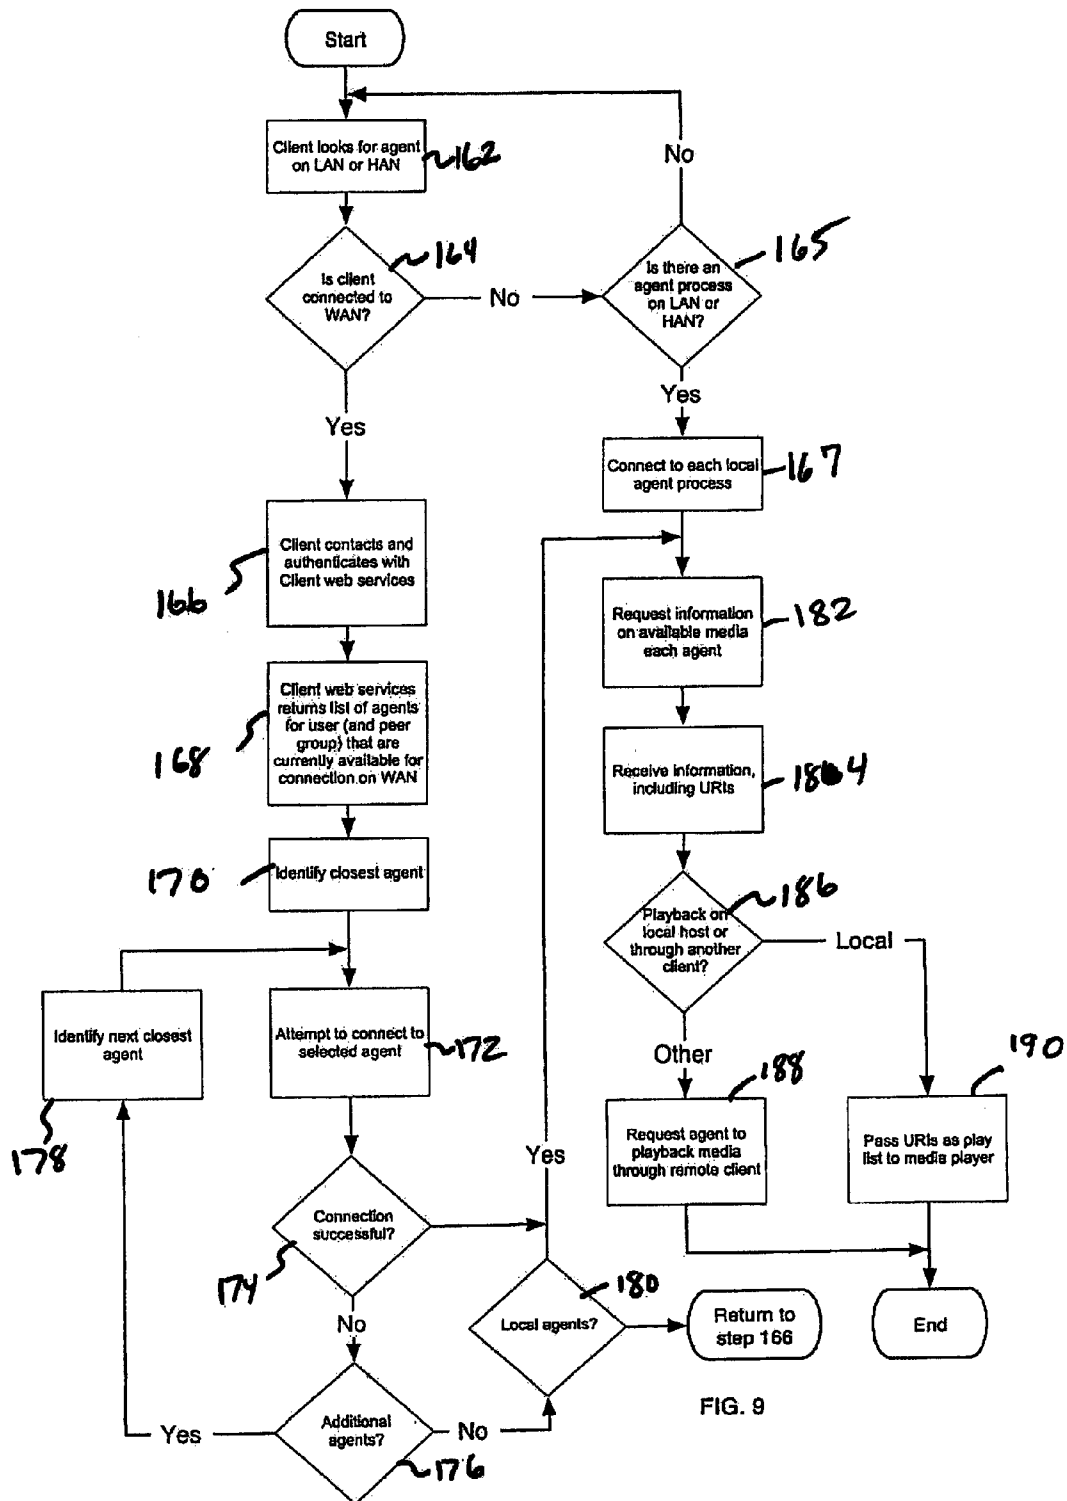 Start
Client looks for agent
on LAN or HAN
162
No
Is client
connected to
WAN?
164
No
Is there an
agent process
on LAN or
HAN?
165
Yes
Yes
Connect to each local
agent process
167
Client contacts and
authenticates with
Client web services
166
Request information
on available media
each agent
182
Client web services
returns list of agents
for user (and peer
group) that are
currently available for
connection on WAN
168
Receive information,
including URIs
184
Identify closest agent
170
Playback on
local host or
through another
client?
186
Local
Identify next closest
agent
178
Attempt to connect to
selected agent
172
Other
Request agent to
playback media
through remote client
188
Pass URIs as play
list to media player
190
Yes
Connection
successful?
174
No
Local agents?
180
Return to
step 166
End
Additional
agents?
176
Yes
No
FIG. 9